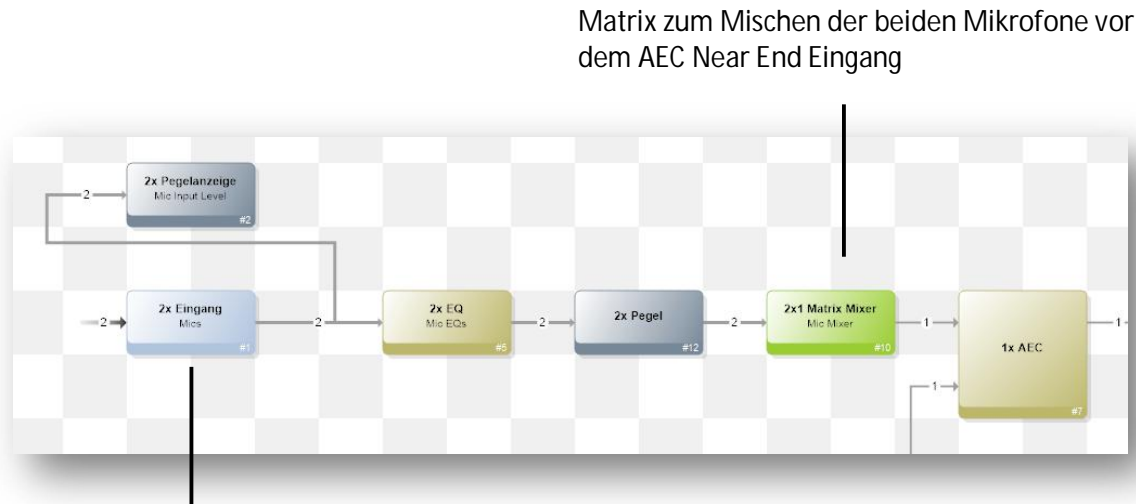 Matrix zum Mischen der beiden Mikrofone vor
dem AEC Near End Eingang
2x Pegelanzeige
Mic Input Level
#2
2
2
2x Eingang
Mics
#1
2
2x EQ
Mic EQs
#5
2
2x Pegel
#12
2
2x1 Matrix Mixer
Mic Mixer
#10
1
1
1x AEC
#7
1